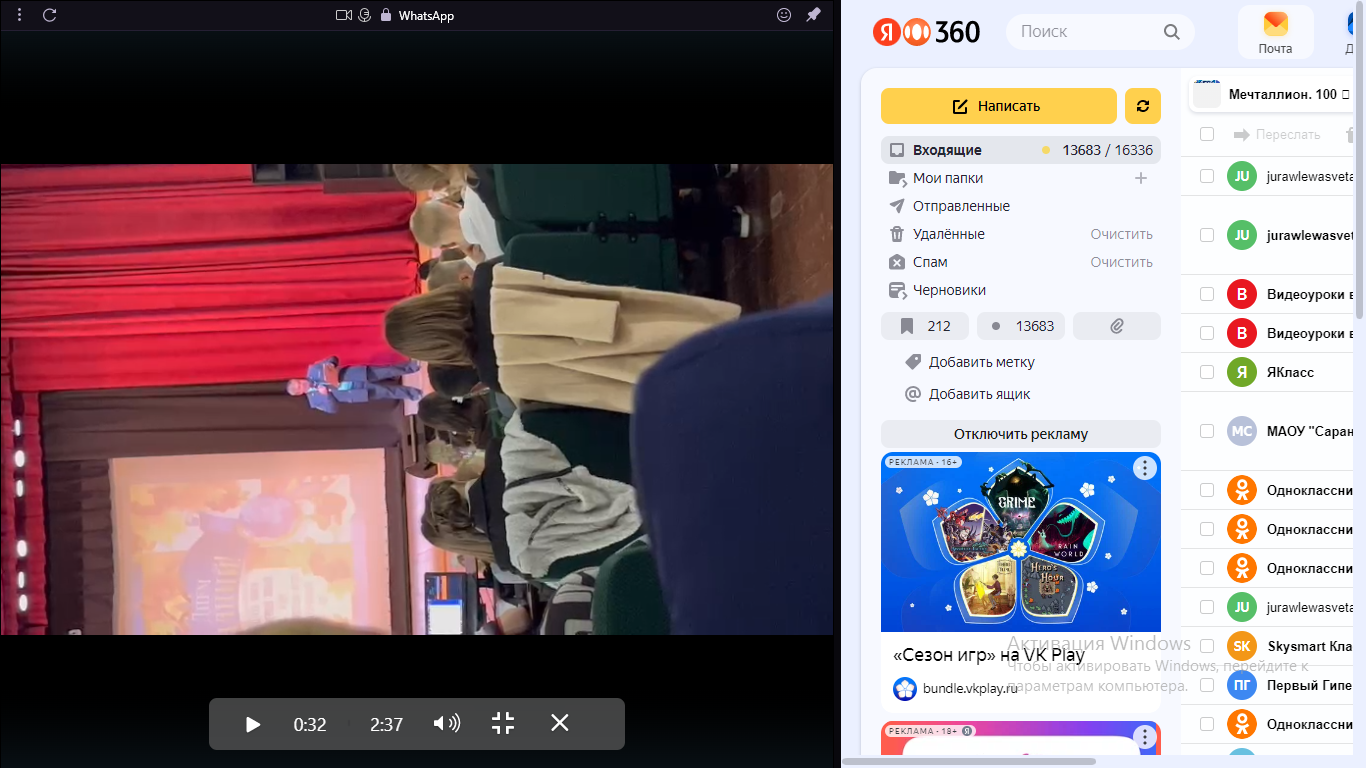 WhatsApp
0:32
2:37
Я 360
Поиск
Почта
Написать
Входящие
13683 / 16336
Мои папки
Отправленные
Удалённые
Очистить
Спам
Очистить
Черновики
212
13683
Добавить метку
Добавить ящик
Отключить рекламу
РЕКЛАМА • 16+
GRIME
RAIN WORLD
HERO'S HOUR
«Сезон игр» на VK Play
bundle.vkplay.ru
РЕКЛАМА • 18+
Мечталлион. 100
Переслать
JU jurawlewasveta
JU jurawlewasvet
В Видеоуроки в
В Видеоуроки в
Я ЯКласс
МС МАОУ "Саран
Одноклассни
Одноклассни
Одноклассни
JU jurawlewasveta
SK Skysmart Кла
ПГ Первый Гипе
Одноклассни
Активация Windows
Чтобы активировать Windows, перейдите к
параметрам компьютера.